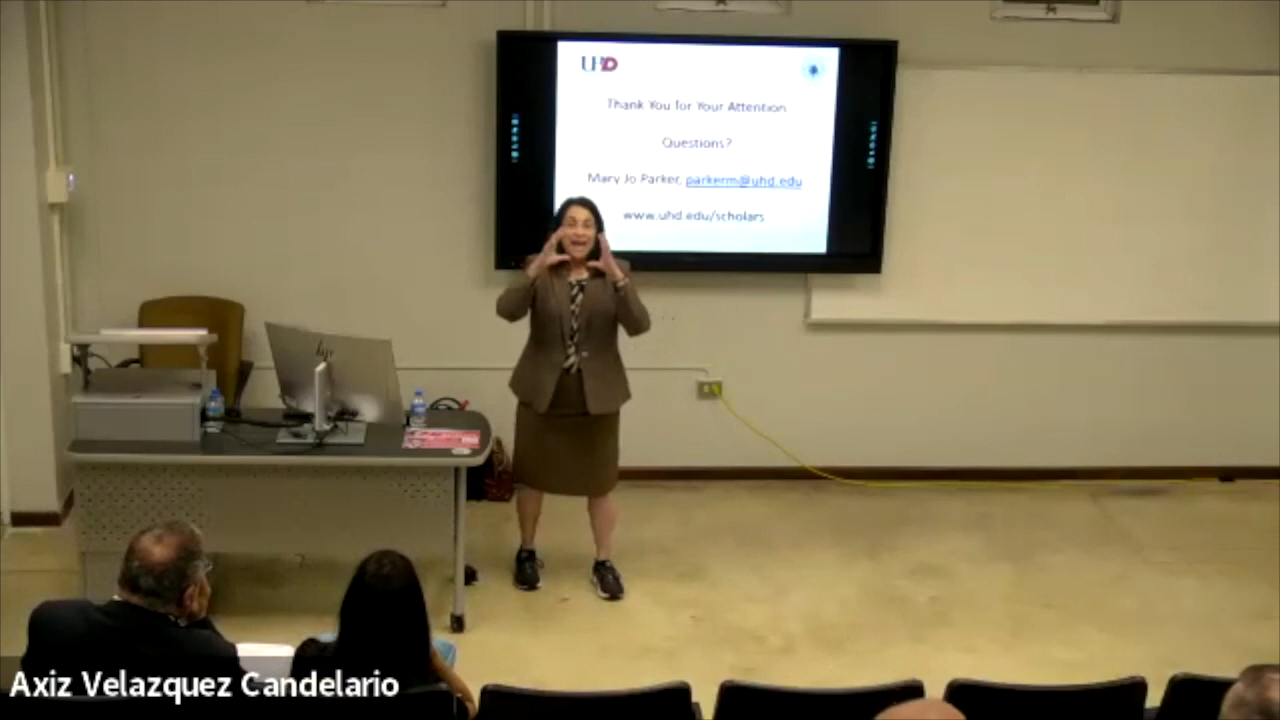 UHD
Thank You for Your Attention
Questions?
Mary Jo Parker, parkerm@uhd.edu
www.uhd.edu/scholars
hp
Axiz Velazquez Candelario